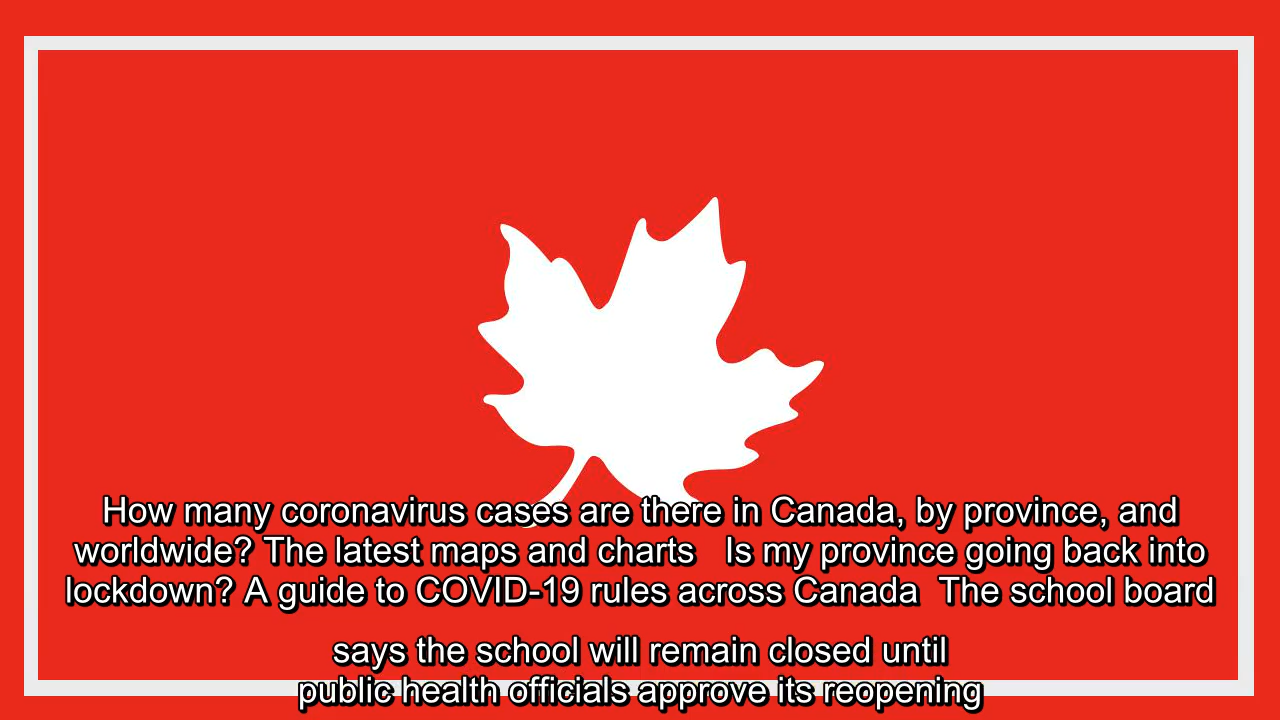 How many coronavirus cases are there in Canada, by province, and
worldwide? The latest maps and charts   Is my province going back into
lockdown? A guide to COVID-19 rules across Canada  The school board
says the school will remain closed until
public health officials approve its reopening